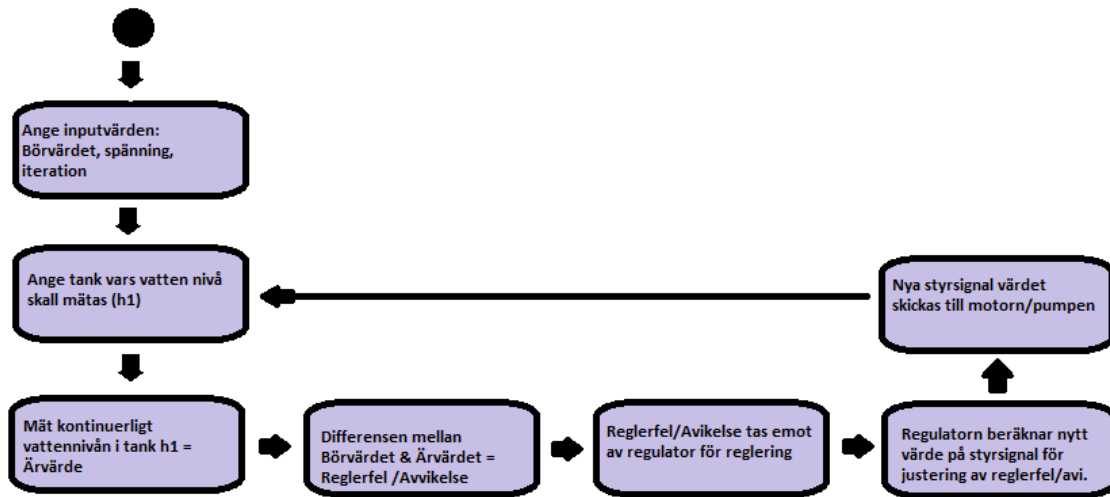 Ange inputvärden:
Börvärdet, spänning,
iteration
Ange tank vars vatten nivå
skall mätas (h1)
Mät kontinuerligt
vattennivån i tank h1 =
Ärvärde
Differensen mellan
Börvärdet & Ärvärdet =
Reglerfel /Avvikelse
Reglerfel/Avikelse tas emot
av regulator för reglering
Regulatorn beräknar nytt
värde på styrsignal för
justering av reglerfel/avi.
Nya styrsignal värdet
skickas till motorn/pumpen